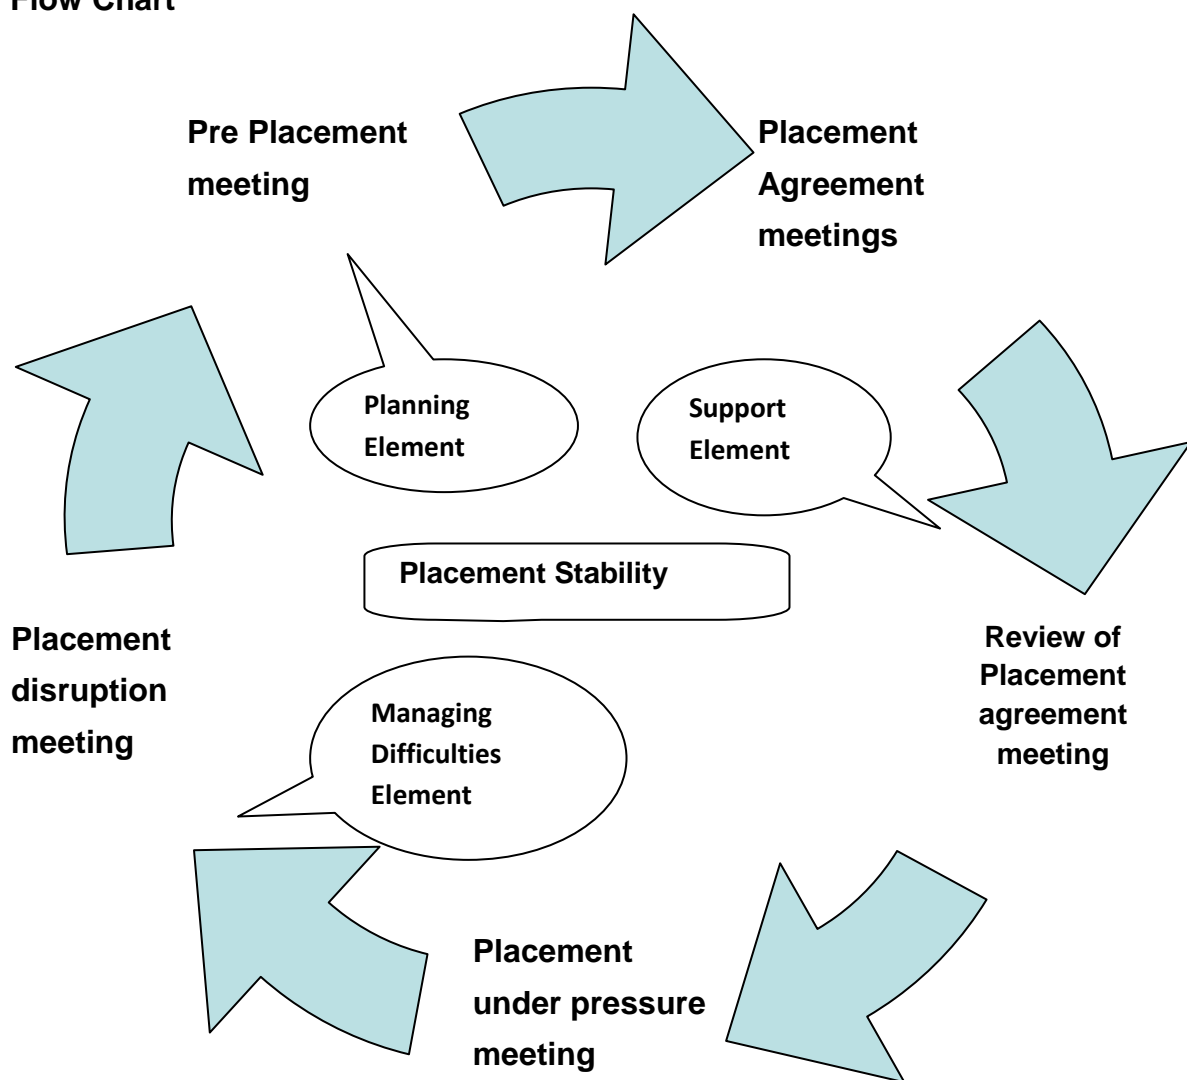 Flow Chart
Pre Placement
meeting
Placement
Agreement
meetings
Planning
Element
Support
Element
Placement Stability
Placement
disruption
meeting
Review of
Placement
agreement
meeting
Managing
Difficulties
Element
Placement
under pressure
meeting